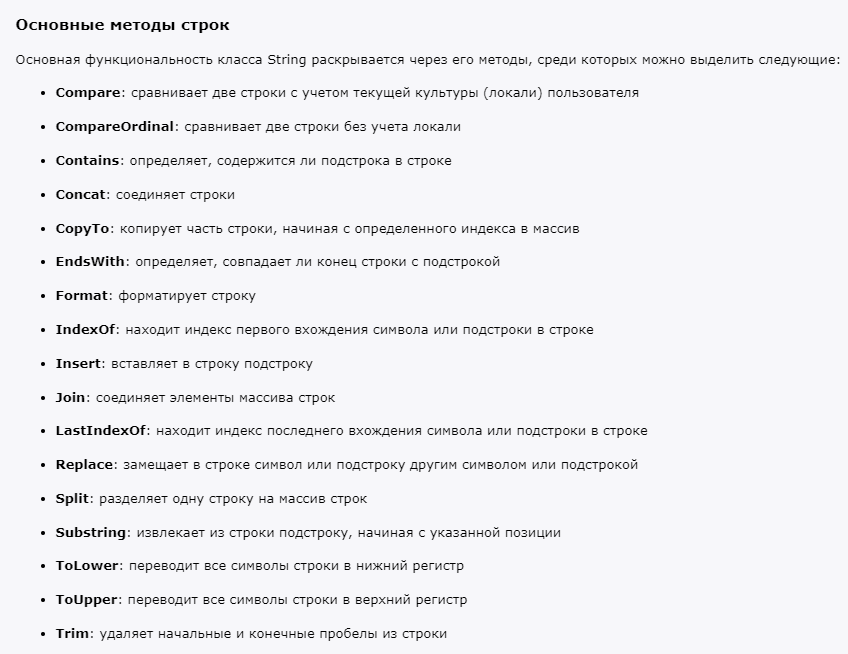 Основные методы строк
Основная функциональность класса String раскрывается через его методы, среди которых можно выделить следующие:
• Compare: сравнивает две строки с учетом текущей культуры (локали) пользователя
• CompareOrdinal: сравнивает две строки без учета локали
• Contains: определяет, содержится ли подстрока в строке
• Concat: соединяет строки
• CopyTo: копирует часть строки, начиная с определенного индекса в массив
• EndsWith: определяет, совпадает ли конец строки с подстрокой
• Format: форматирует строку
• IndexOf: находит индекс первого вхождения символа или подстроки в строке
• Insert: вставляет в строку подстроку
• Join: соединяет элементы массива строк
• LastIndexOf: находит индекс последнего вхождения символа или подстроки в строке
• Replace: замещает в строке символ или подстроку другим символом или подстрокой
• Split: разделяет одну строку на массив строк
• Substring: извлекает из строки подстроку, начиная с указанной позиции
• ToLower: переводит все символы строки в нижний регистр
• ToUpper: переводит все символы строки в верхний регистр
• Trim: удаляет начальные и конечные пробелы из строки